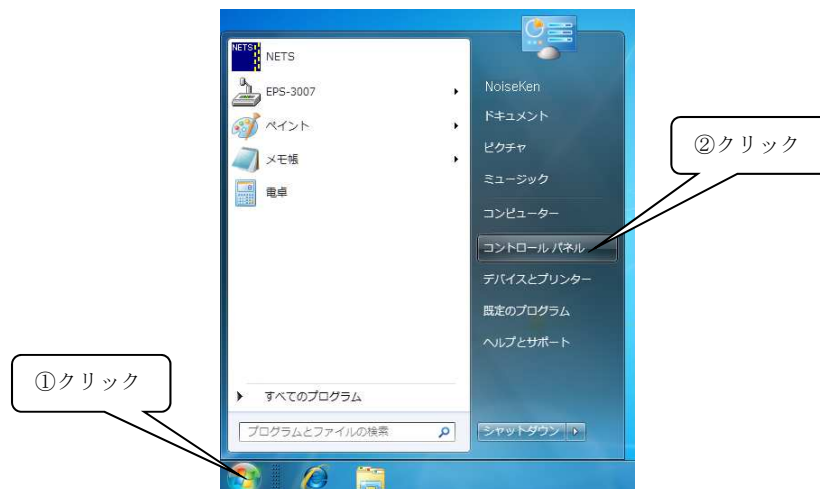 NETS
NETS
EPS-3007
ペイント
メモ帳
電卓
すべてのプログラム
プログラムとファイルの検索
NoiseKen
ドキュメント
ピクチャ
ミュージック
コンピューター
コントロール パネル
デバイスとプリンター
既定のプログラム
ヘルプとサポート
シャットダウン
②クリック
①クリック